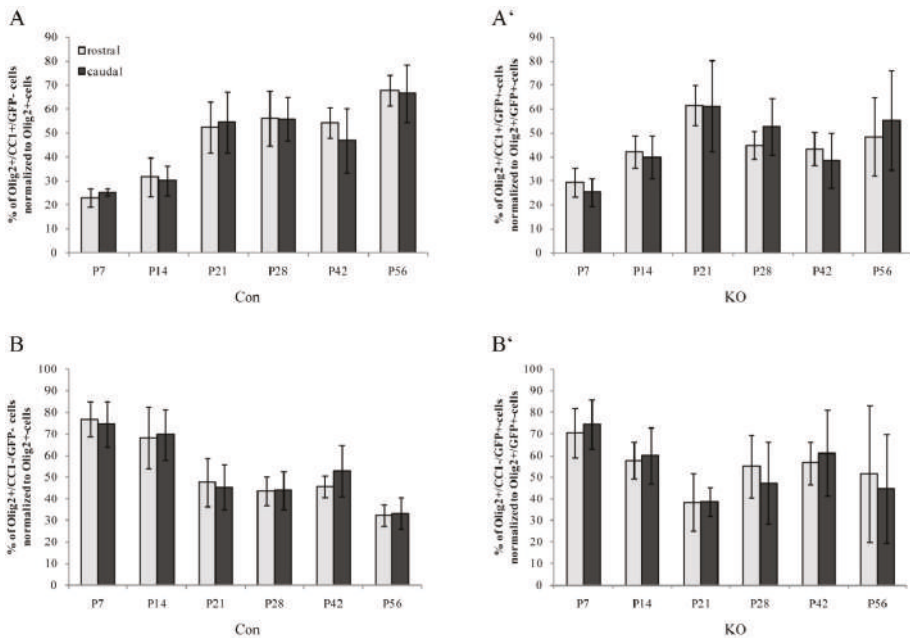 A
% of Olig2+/CC1+/GFP- cells
normalized to Olig2+-cells
90
80
70
60
50
40
30
20
10
0
rostral
caudal
P7 P14 P21 P28 P42 P56
Con
A‘
% of Olig2+/CC1+/GFP+-cells
normalized to Olig2+/GFP+-cells
90
80
70
60
50
40
30
20
10
0
P7 P14 P21 P28 P42 P56
KO
B
% of Olig2+/CC1-/GFP- cells
normalized to Olig2+-cells
100
90
80
70
60
50
40
30
20
10
0
P7 P14 P21 P28 P42 P56
Con
B‘
% of Olig2+/CC1-/GFP+-cells
normalized to Olig2+/GFP+-cells
100
90
80
70
60
50
40
30
20
10
0
P7 P14 P21 P28 P42 P56
KO